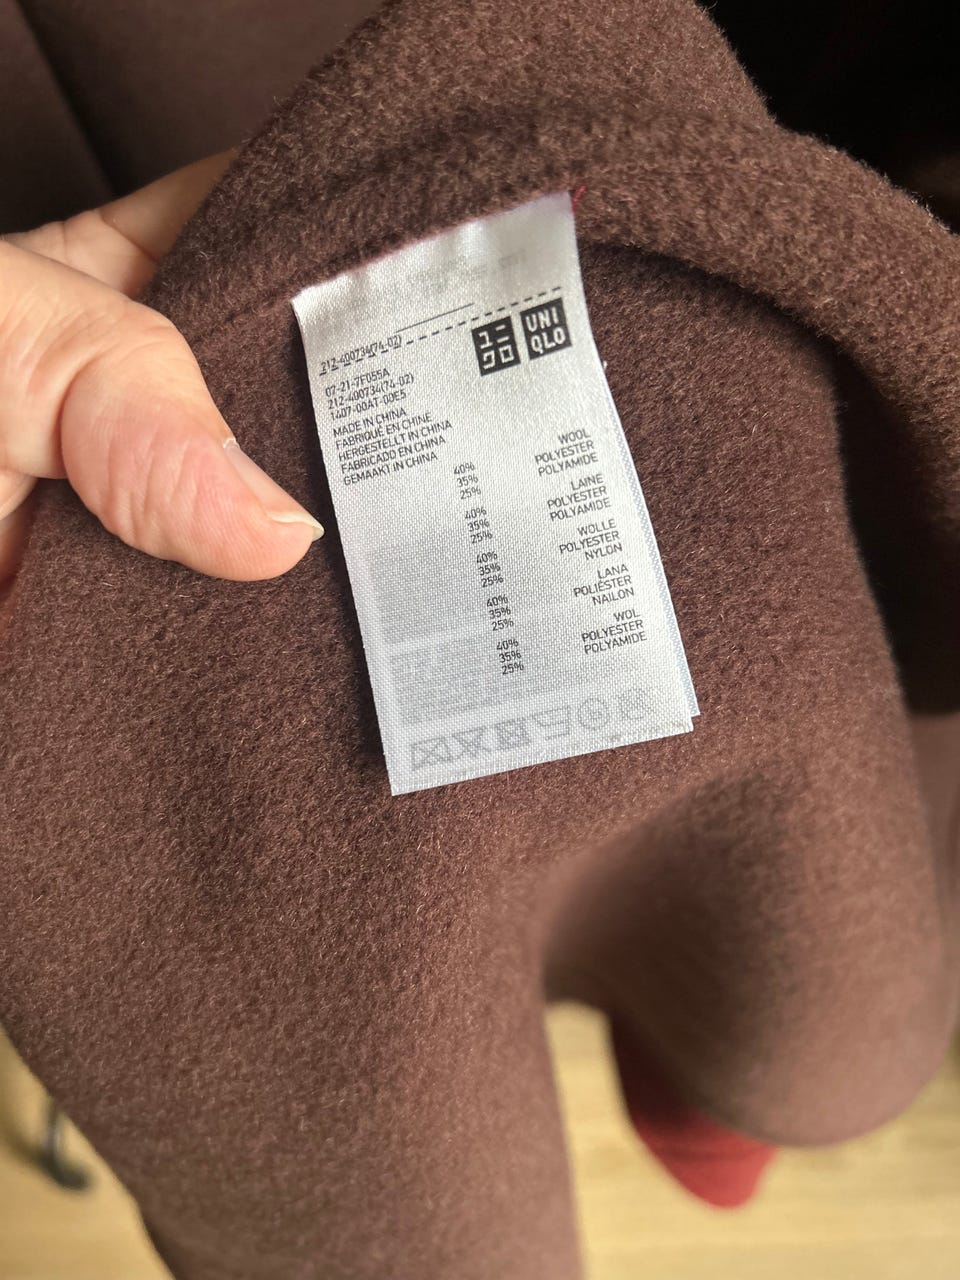 212-400734(74-02)
ユニクロ
UNI
QLO
07-21-7F055A
212-400734(74-02)
1407-00AT-00E5
MADE IN CHINA
FABRIQUÉ EN CHINE
HERGESTELLT IN CHINA
FABRICADO EN CHINA
GEMAAKT IN CHINA
40% WOOL
35% POLYESTER
25% POLYAMIDE
40% LAINE
35% POLYESTER
25% POLYAMIDE
40% WOLLE
35% POLYESTER
25% NYLON
40% LANA
35% POLIÉSTER
25% NAILON
40% WOL
35% POLYESTER
25% POLYAMIDE